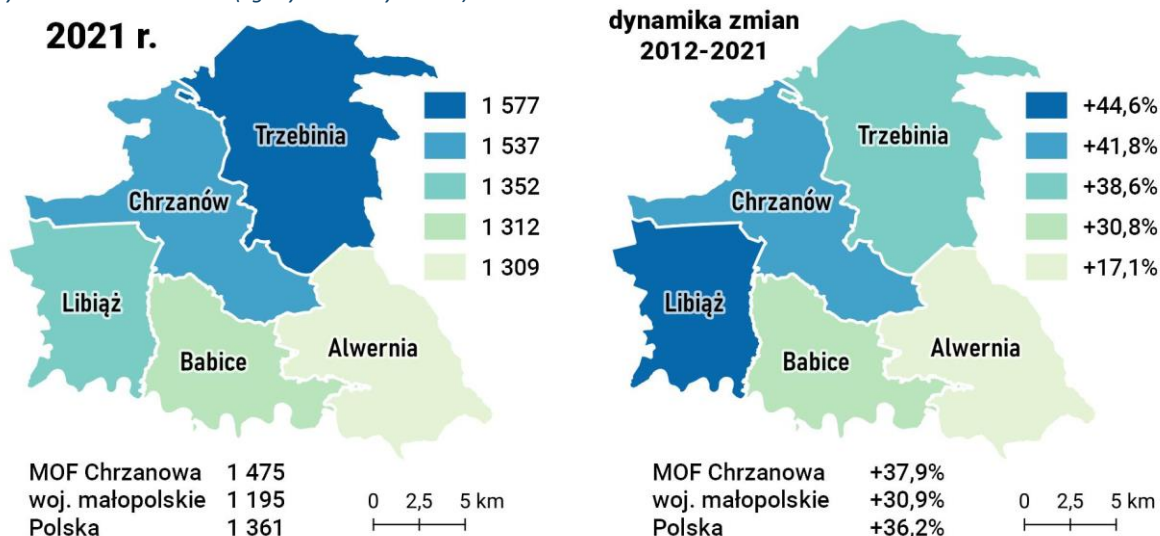 2021 r.
Trzebinia
Chrzanów
Libiąż
Babice
Alwernia
1 577
1 537
1 352
1 312
1 309
MOF Chrzanowa 1 475
woj. małopolskie 1 195
Polska 1 361
0 2,5 5 km
dynamika zmian
2012-2021
Trzebinia
Chrzanów
Libiąż
Babice
Alwernia
+44,6%
+41,8%
+38,6%
+30,8%
+17,1%
MOF Chrzanowa +37,9%
woj. małopolskie +30,9%
Polska +36,2%
0 2,5 5 km